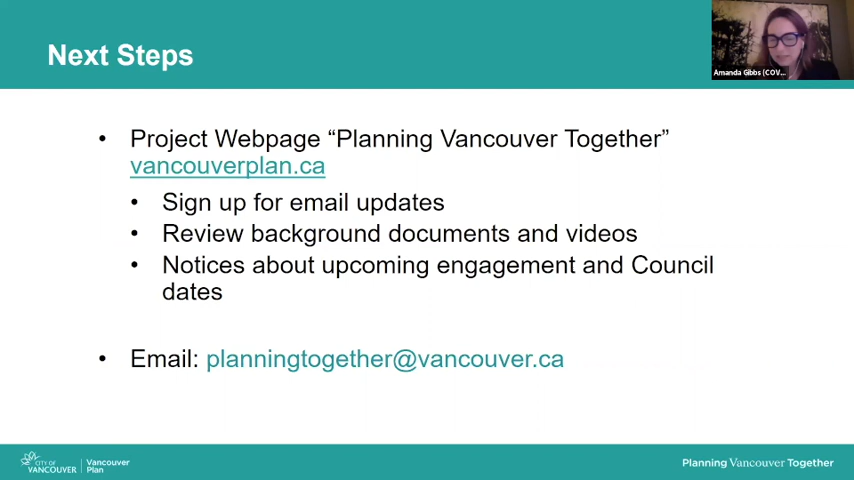 Next Steps
Amanda Gibbs (COV...
• Project Webpage “Planning Vancouver Together”
vancouverplan.ca
• Sign up for email updates
• Review background documents and videos
• Notices about upcoming engagement and Council
dates
• Email: planningtogether@vancouver.ca
CITY OF
VANCOUVER
Vancouver
Plan
Planning Vancouver Together